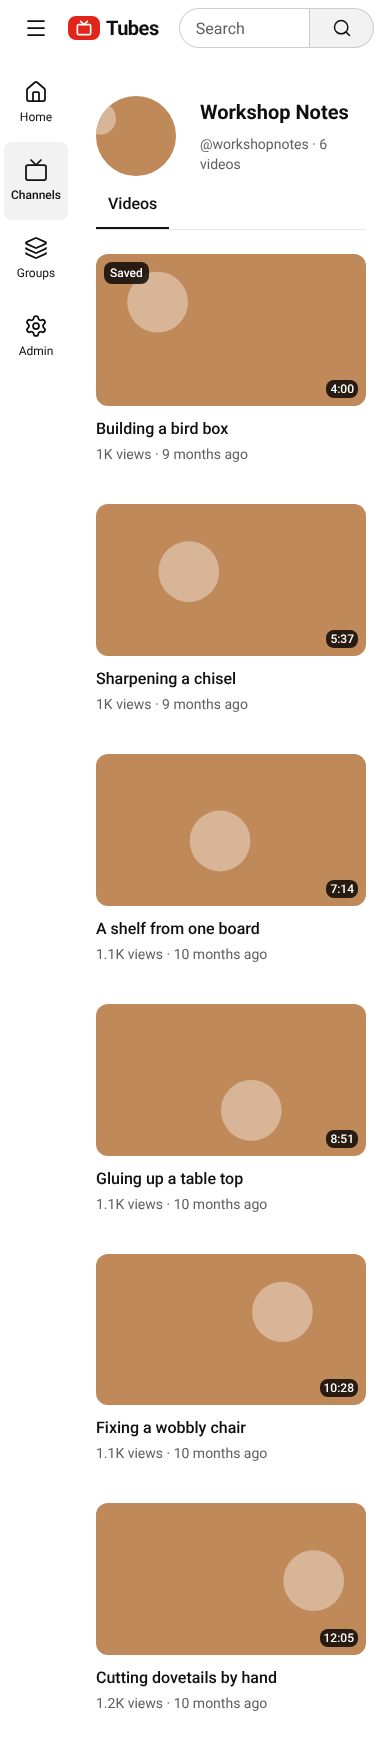 Tubes
Search
Home
Channels
Groups
Admin
Workshop Notes
@workshopnotes · 6
videos
Videos
Saved
4:00
Building a bird box
1K views · 9 months ago
5:37
Sharpening a chisel
1K views · 9 months ago
7:14
A shelf from one board
1.1K views · 10 months ago
8:51
Gluing up a table top
1.1K views · 10 months ago
10:28
Fixing a wobbly chair
1.1K views · 10 months ago
12:05
Cutting dovetails by hand
1.2K views · 10 months ago